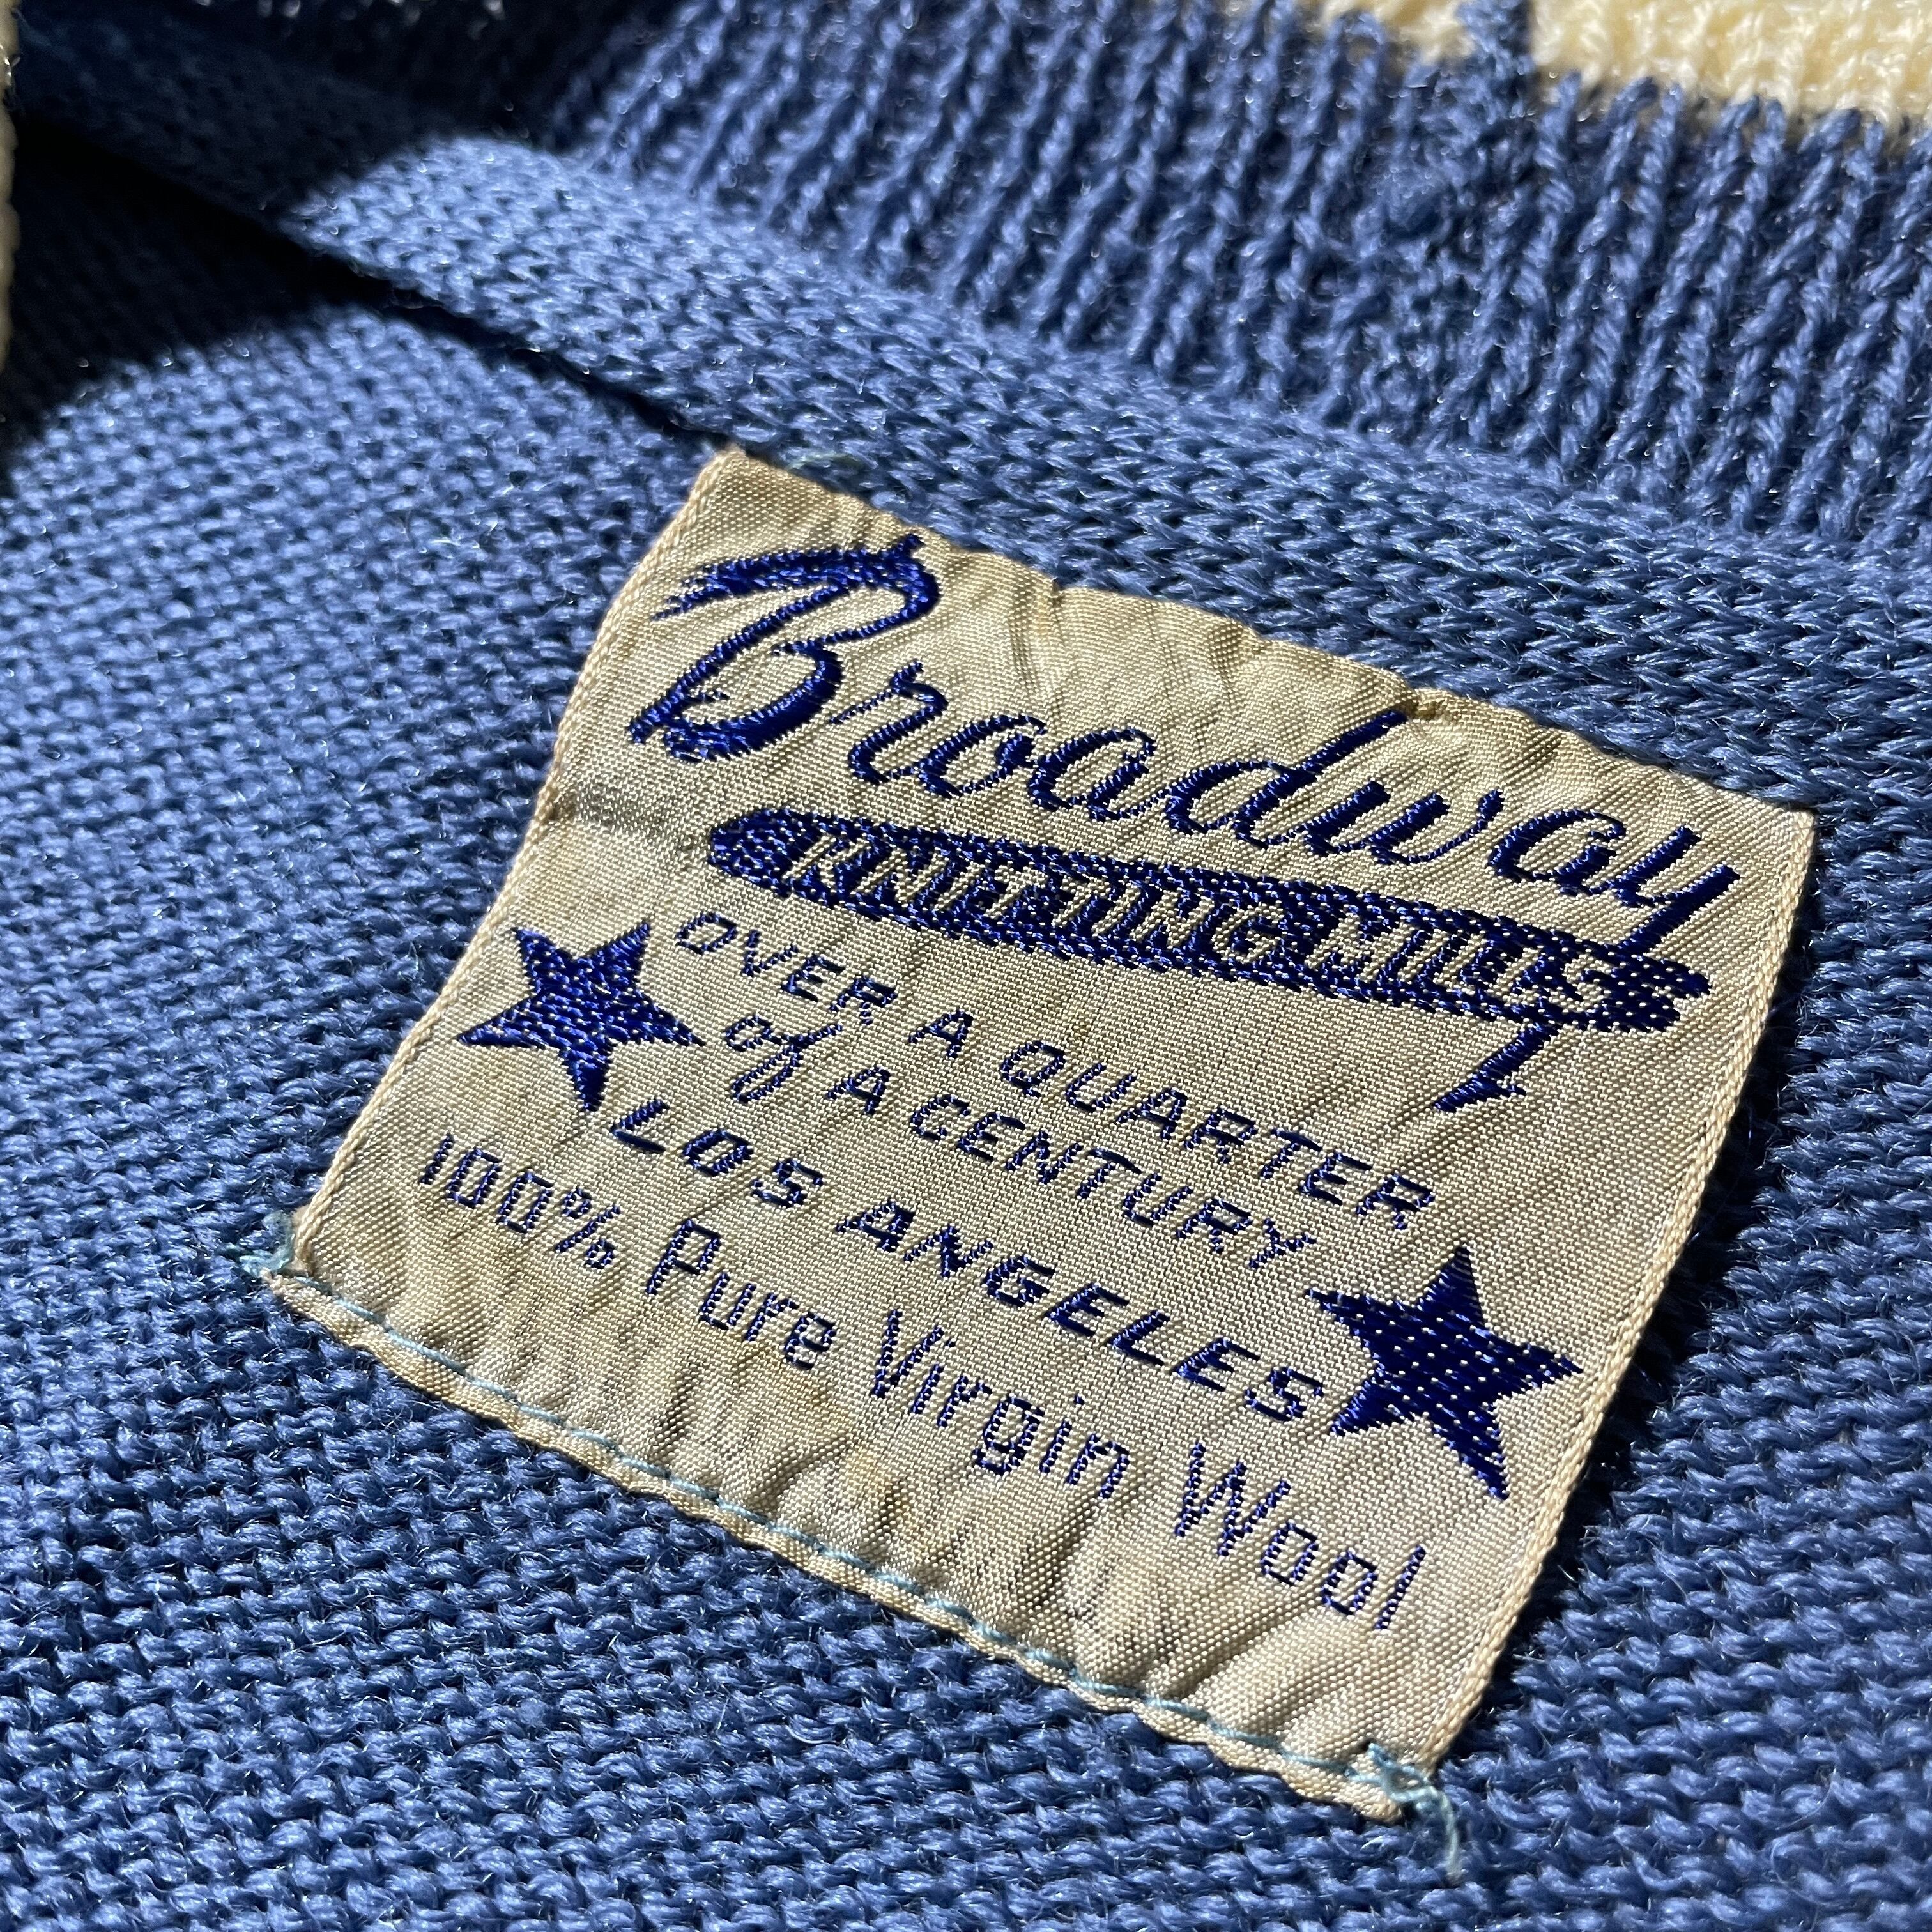 Broadway
KNITTING MILLS
OVER A QUARTER
of A CENTURY
LOS ANGELES
100% Pure Virgin Wool